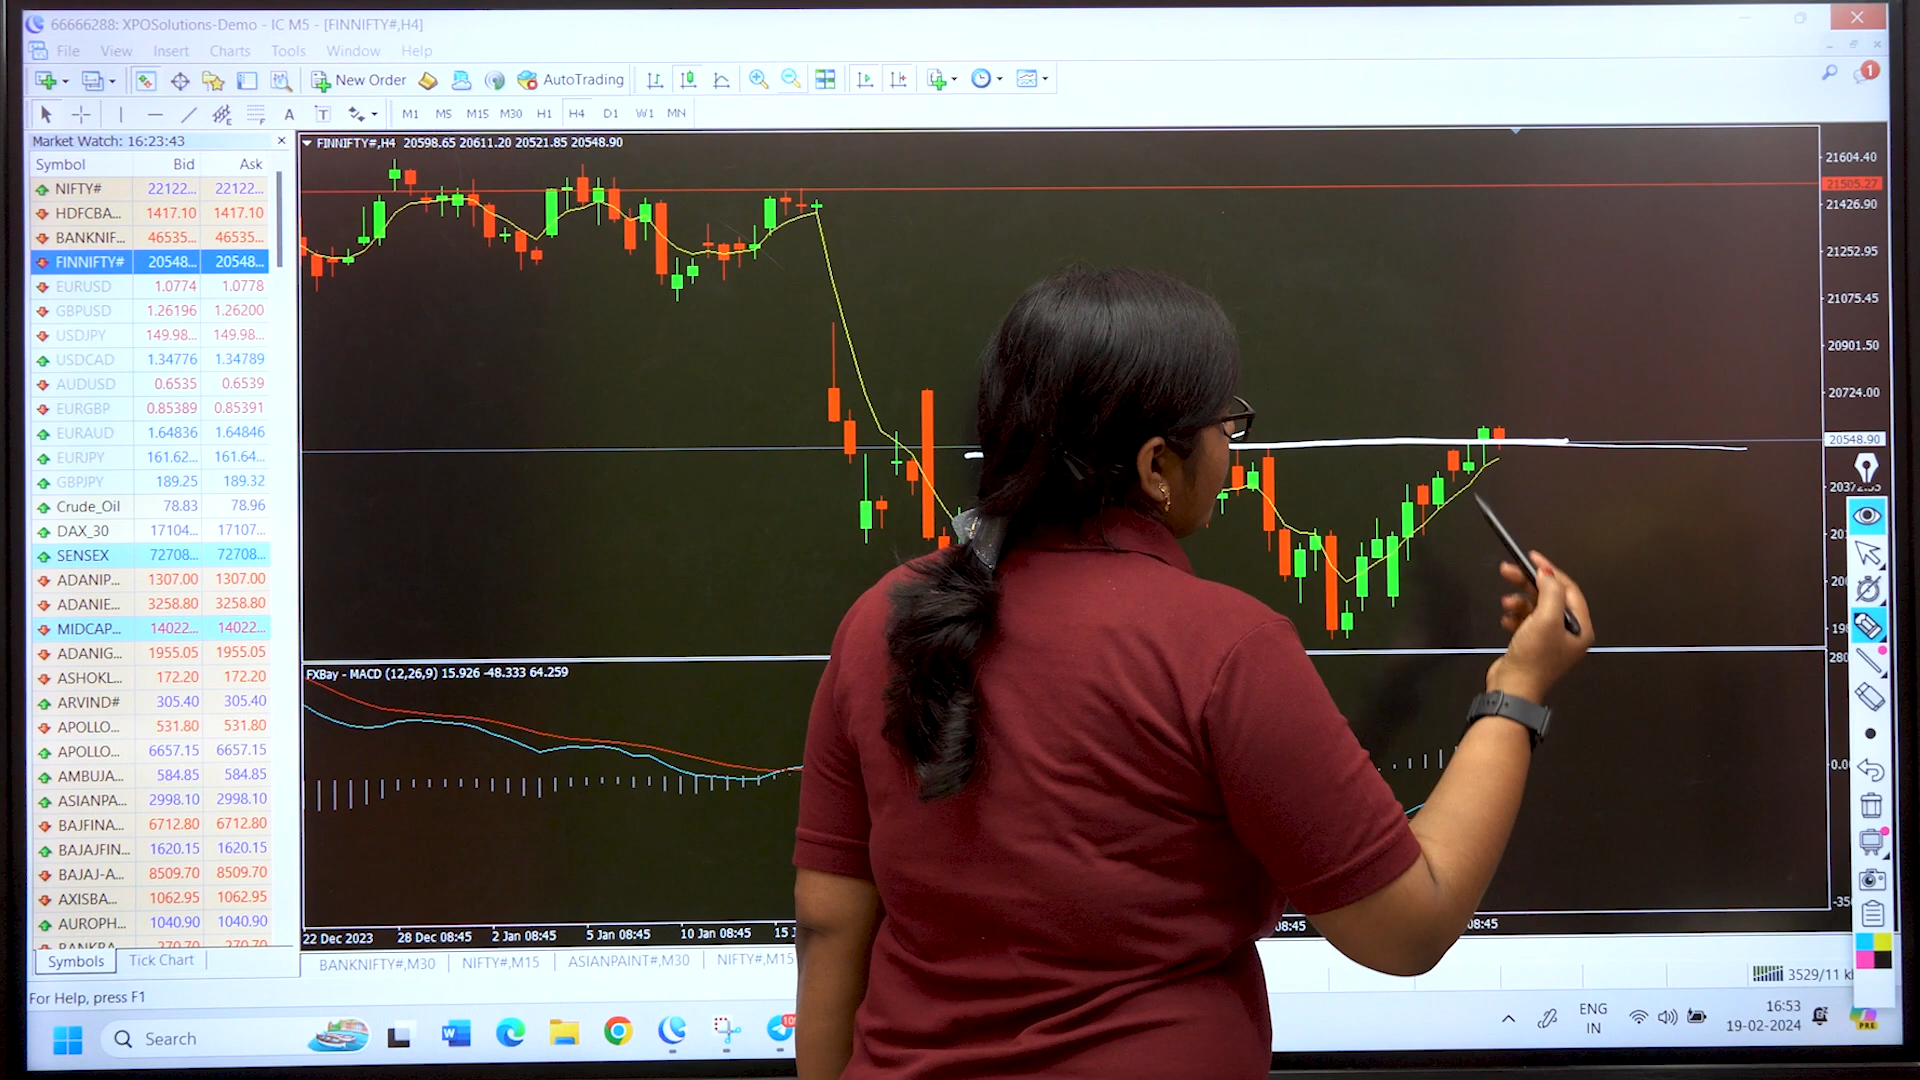 66666288: XPOSolutions-Demo - IC M5 - [FINNIFTY#,H4]
File View Insert Charts Tools Window Help
New Order AutoTrading 1
A T M1 M5 M15 M30 H1 H4 D1 W1 MN
Market Watch: 16:23:43
Symbol Bid Ask
NIFTY# 22122... 22122...
HDFCBA... 1417.10 1417.10
BANKNIF... 46535... 46535...
FINNIFTY# 20548... 20548...
EURUSD 1.0774 1.0778
GBPUSD 1.26196 1.26200
USDJPY 149.98... 149.98...
USDCAD 1.34776 1.34789
AUDUSD 0.6535 0.6539
EURGBP 0.85389 0.85391
EURAUD 1.64836 1.64846
EURJPY 161.62... 161.64...
GBPJPY 189.25 189.32
Crude_Oil 78.83 78.96
DAX_30 17104... 17107...
SENSEX 72708... 72708...
ADANIP... 1307.00 1307.00
ADANIE... 3258.80 3258.80
MIDCAP... 14022... 14022...
ADANIG... 1955.05 1955.05
ASHOKL... 172.20 172.20
ARVIND# 305.40 305.40
APOLLO... 531.80 531.80
APOLLO... 6657.15 6657.15
AMBUJA... 584.85 584.85
ASIANPA... 2998.10 2998.10
BAJFINA... 6712.80 6712.80
BAJAJFIN... 1620.15 1620.15
BAJAJ-A... 8509.70 8509.70
AXISBA... 1062.95 1062.95
AUROPH... 1040.90 1040.90
BANKBA... 270.70 270.70
Symbols Tick Chart
FINNIFTY#,H4 20598.65 20611.20 20521.85 20548.90
21604.40
21505.27
21426.90
21252.95
21075.45
20901.50
20724.00
20548.90
FXBay - MACD (12,26,9) 15.926 -48.333 64.259
22 Dec 2023 28 Dec 08:45 2 Jan 08:45 5 Jan 08:45 10 Jan 08:45
BANKNIFTY#,M30 NIFTY#,M15 ASIANPAINT#,M30 NIFTY#,M15
For Help, press F1
3529/11 k
Search
ENG
IN
16:53
19-02-2024
PRE